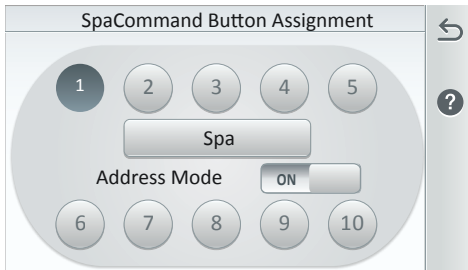 SpaCommand Button Assignment
1 2 3 4 5
Spa
Address Mode ON
6 7 8 9 10
?